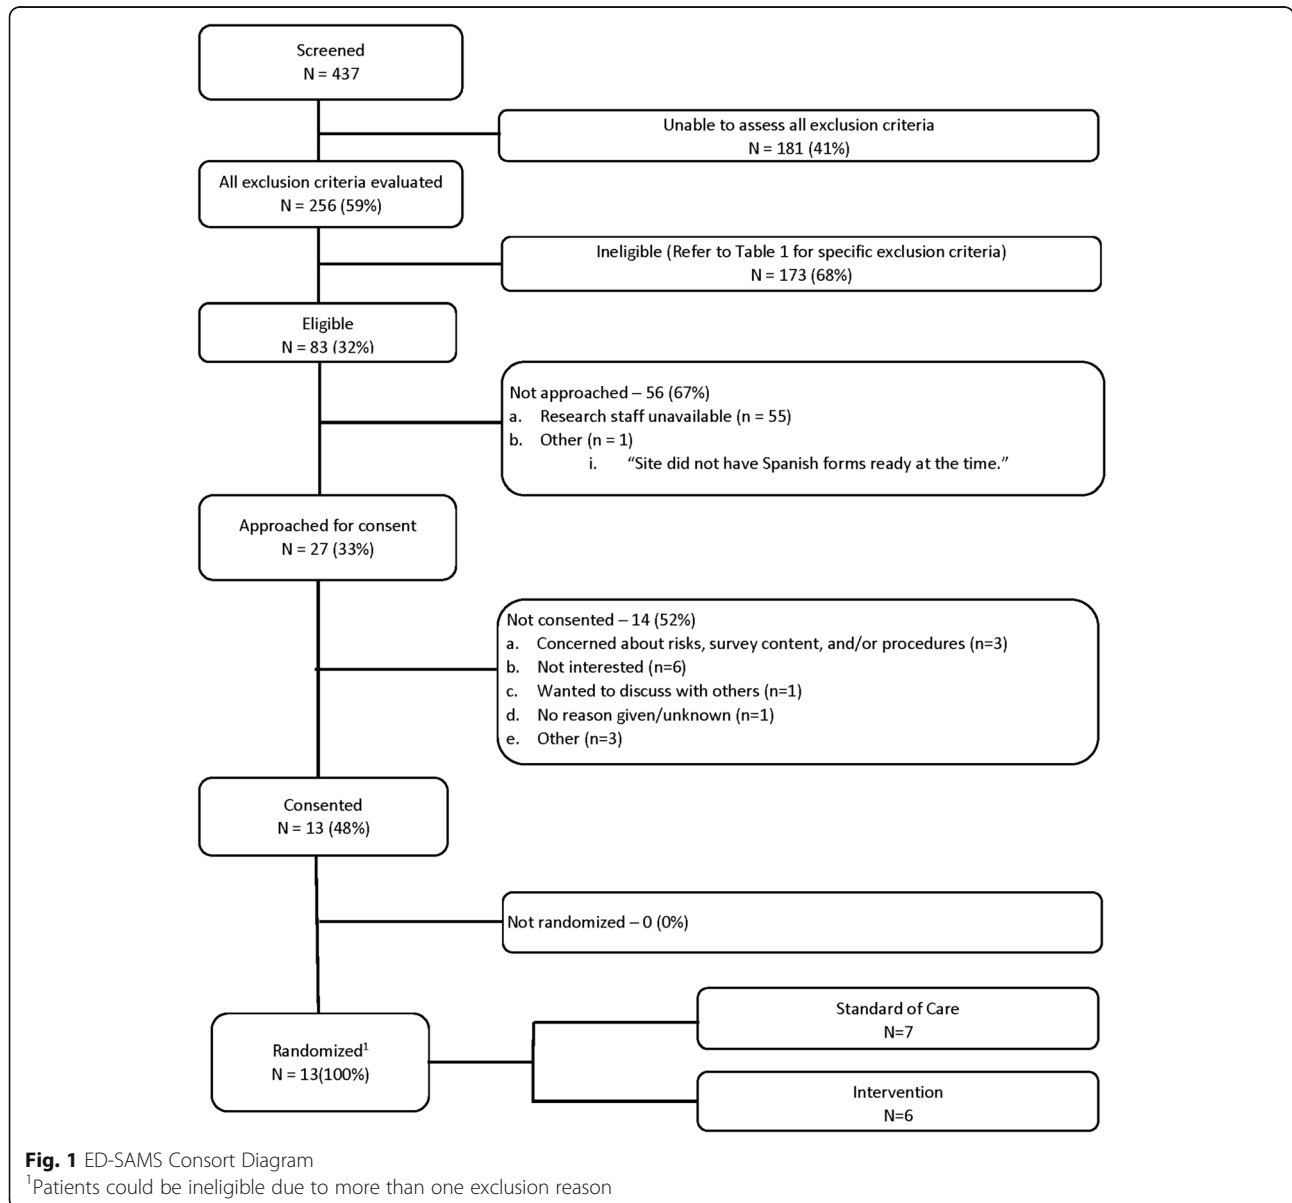 Screened
N = 437
Unable to assess all exclusion criteria
N = 181 (41%)
All exclusion criteria evaluated
N = 256 (59%)
Ineligible (Refer to Table 1 for specific exclusion criteria)
N = 173 (68%)
Eligible
N = 83 (32%)
Not approached – 56 (67%)
a. Research staff unavailable (n = 55)
b. Other (n = 1)
i. “Site did not have Spanish forms ready at the time.”
Approached for consent
N = 27 (33%)
Not consented – 14 (52%)
a. Concerned about risks, survey content, and/or procedures (n=3)
b. Not interested (n=6)
c. Wanted to discuss with others (n=1)
d. No reason given/unknown (n=1)
e. Other (n=3)
Consented
N = 13 (48%)
Not randomized – 0 (0%)
Standard of Care
N=7
Randomized¹
N = 13(100%)
Intervention
N=6
Fig. 1 ED-SAMS Consort Diagram
¹Patients could be ineligible due to more than one exclusion reason